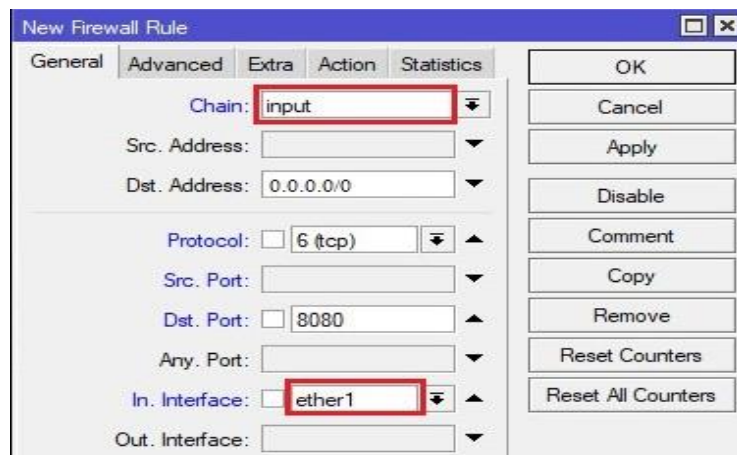 New Firewall Rule
General Advanced Extra Action Statistics
Chain: input
Src. Address:
Dst. Address: 0.0.0.0/0
Protocol: 6 (tcp)
Src. Port:
Dst. Port: 8080
Any. Port:
In. Interface: ether1
Out. Interface:
OK
Cancel
Apply
Disable
Comment
Copy
Remove
Reset Counters
Reset All Counters